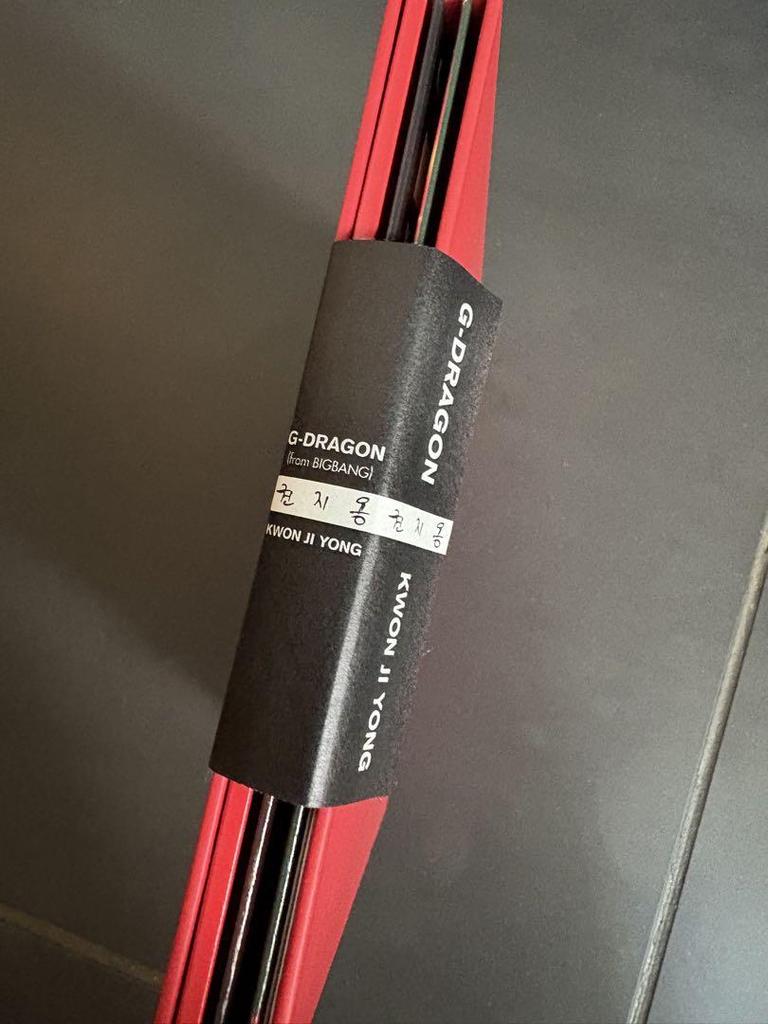 G-DRAGON
(from BIGBANG)
권 지 용
KWON JI YONG
G-DRAGON
권 지 용
KWON JI YONG